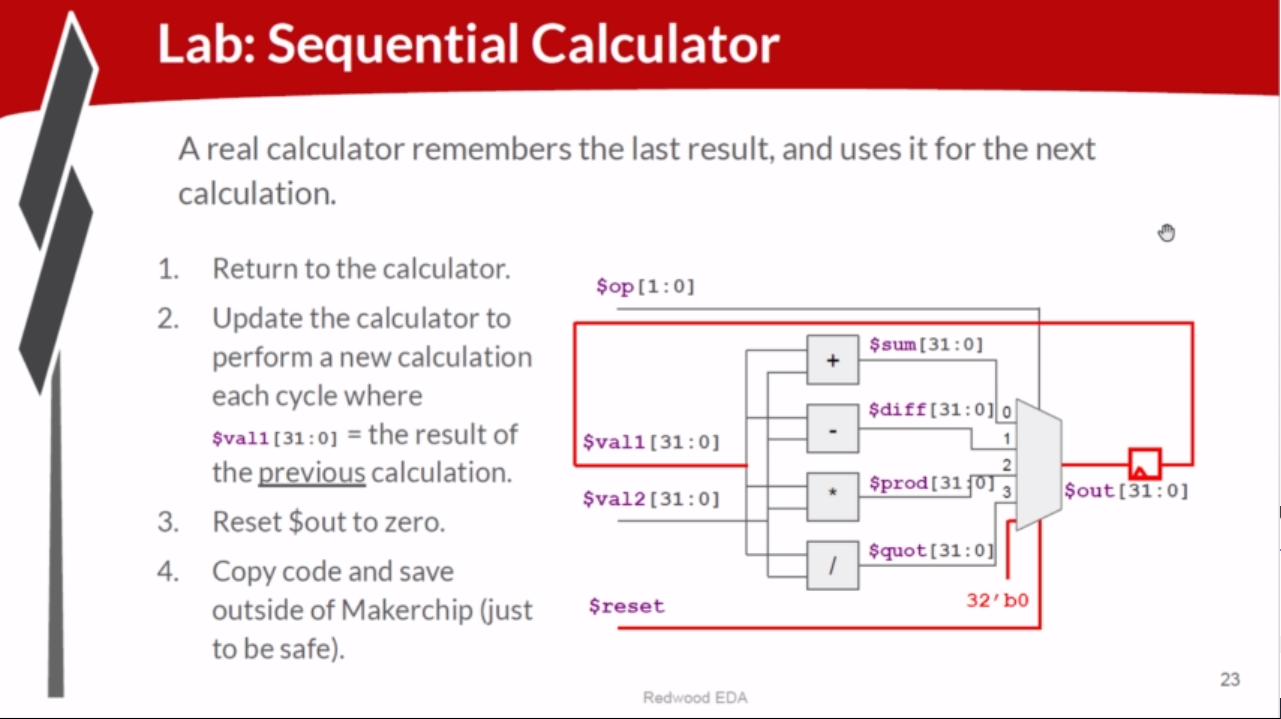 Lab: Sequential Calculator
A real calculator remembers the last result, and uses it for the next
calculation.
1. Return to the calculator.
2. Update the calculator to
perform a new calculation
each cycle where
$val1[31:0] = the result of
the previous calculation.
3. Reset $out to zero.
4. Copy code and save
outside of Makerchip (just
to be safe).
$op[1:0]
+
$sum[31:0]
-
$diff[31:0]
*
$prod[31:0]
/
$quot[31:0]
0
1
2
3
$val1[31:0]
$val2[31:0]
$out[31:0]
32'b0
$reset
Redwood EDA
23